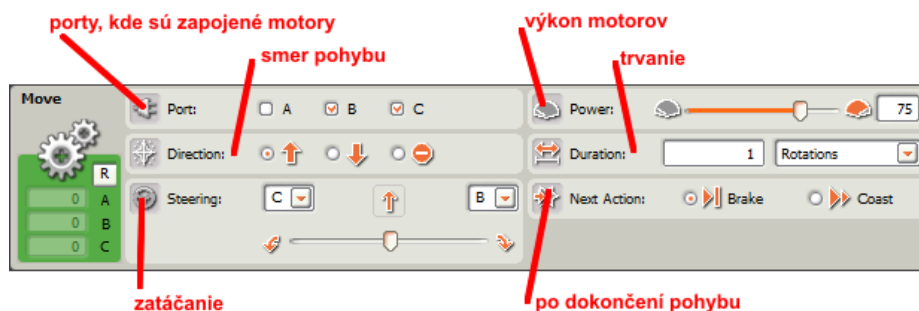 porty, kde sú zapojené motory
výkon motorov
smer pohybu
trvanie
Move
Port: A B C
Power: 75
Direction:
Duration: 1 Rotations
R
0 A
0 B
0 C
Steering: C B
Next Action: Brake Coast
zatáčanie
po dokončení pohybu